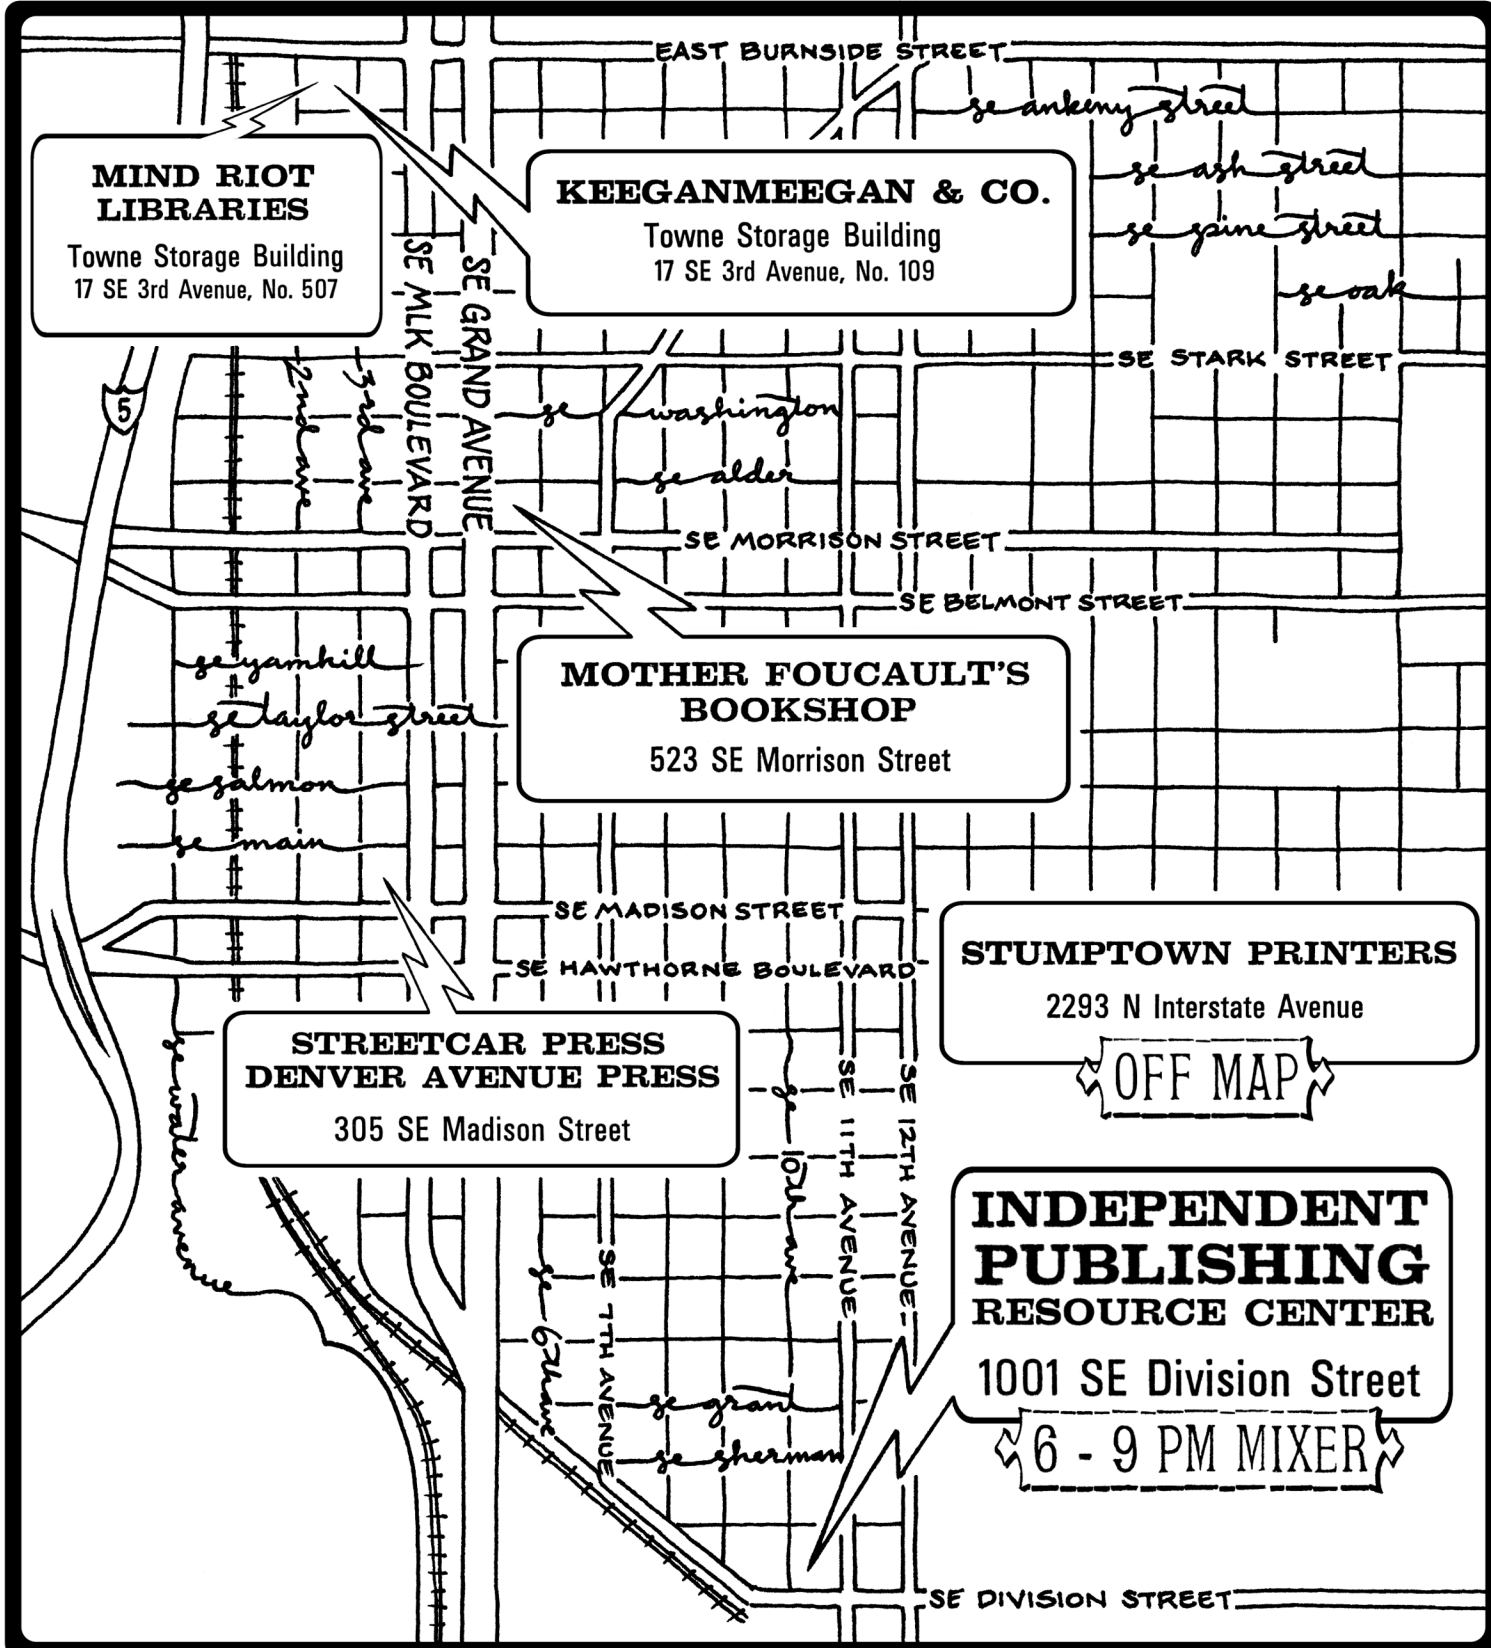 EAST BURNSIDE STREET
se ankeny street
se ash street
se pine street
se oak
MIND RIOT
LIBRARIES
Towne Storage Building
17 SE 3rd Avenue, No. 507
KEEGANMEEGAN & CO.
Towne Storage Building
17 SE 3rd Avenue, No. 109
SE MLK BOULEVARD
SE GRAND AVENUE
2nd ave
3rd ave
5
SE STARK STREET
se washington
se alder
SE MORRISON STREET
SE BELMONT STREET
se yamhill
se taylor street
se salmon
se main
MOTHER FOUCAULT'S
BOOKSHOP
523 SE Morrison Street
SE MADISON STREET
SE HAWTHORNE BOULEVARD
STUMPTOWN PRINTERS
2293 N Interstate Avenue
OFF MAP
STREETCAR PRESS
DENVER AVENUE PRESS
305 SE Madison Street
se water avenue
se 6th ave
SE 7TH AVENUE
se 10th ave
SE 11TH AVENUE
SE 12TH AVENUE
se grant
se sherman
INDEPENDENT
PUBLISHING
RESOURCE CENTER
1001 SE Division Street
6 - 9 PM MIXER
SE DIVISION STREET